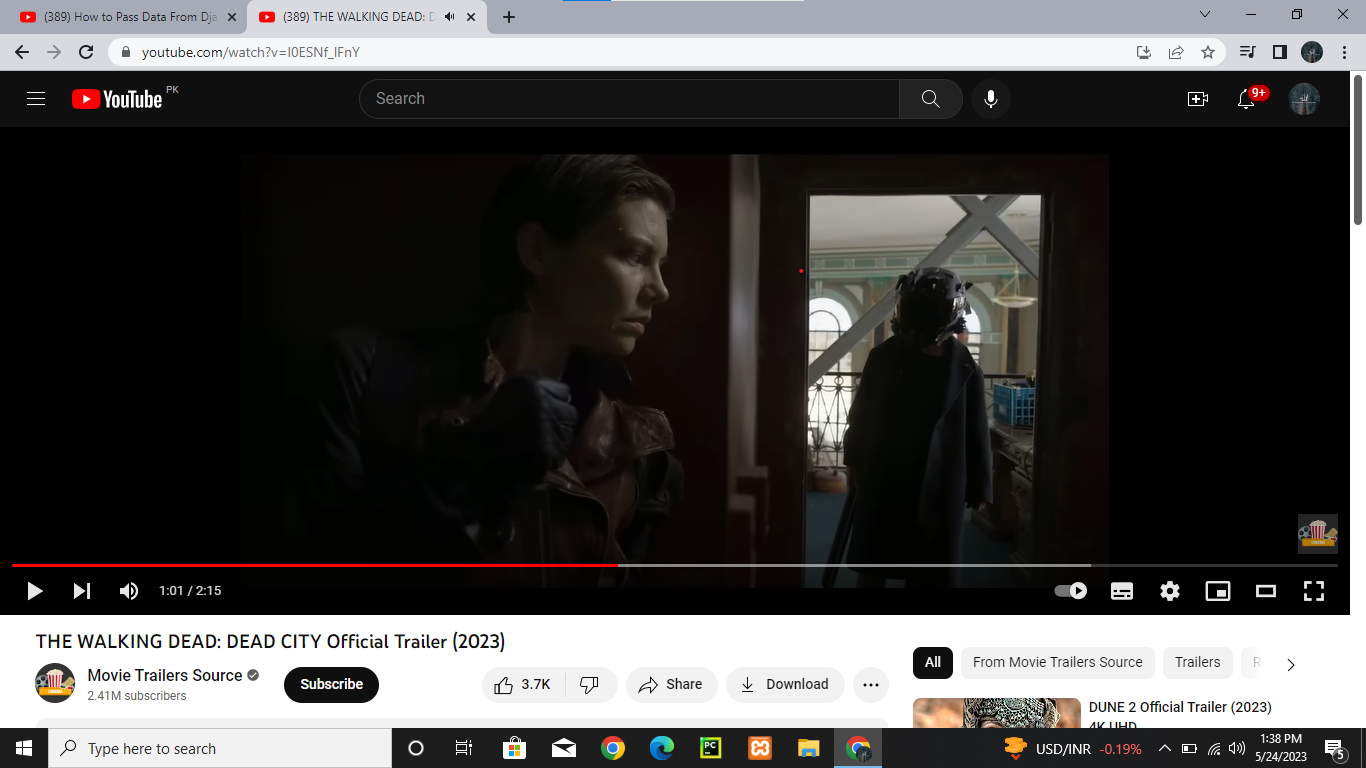 (389) How to Pass Data From Dja
(389) THE WALKING DEAD: D
youtube.com/watch?v=I0ESNf_IFnY
YouTube PK
Search
9+
1:01 / 2:15
THE WALKING DEAD: DEAD CITY Official Trailer (2023)
Movie Trailers Source
2.41M subscribers
Subscribe
3.7K
Share
Download
All
From Movie Trailers Source
Trailers
DUNE 2 Official Trailer (2023)
4K UHD
Type here to search
PC
USD/INR -0.19%
1:38 PM
5/24/2023
5